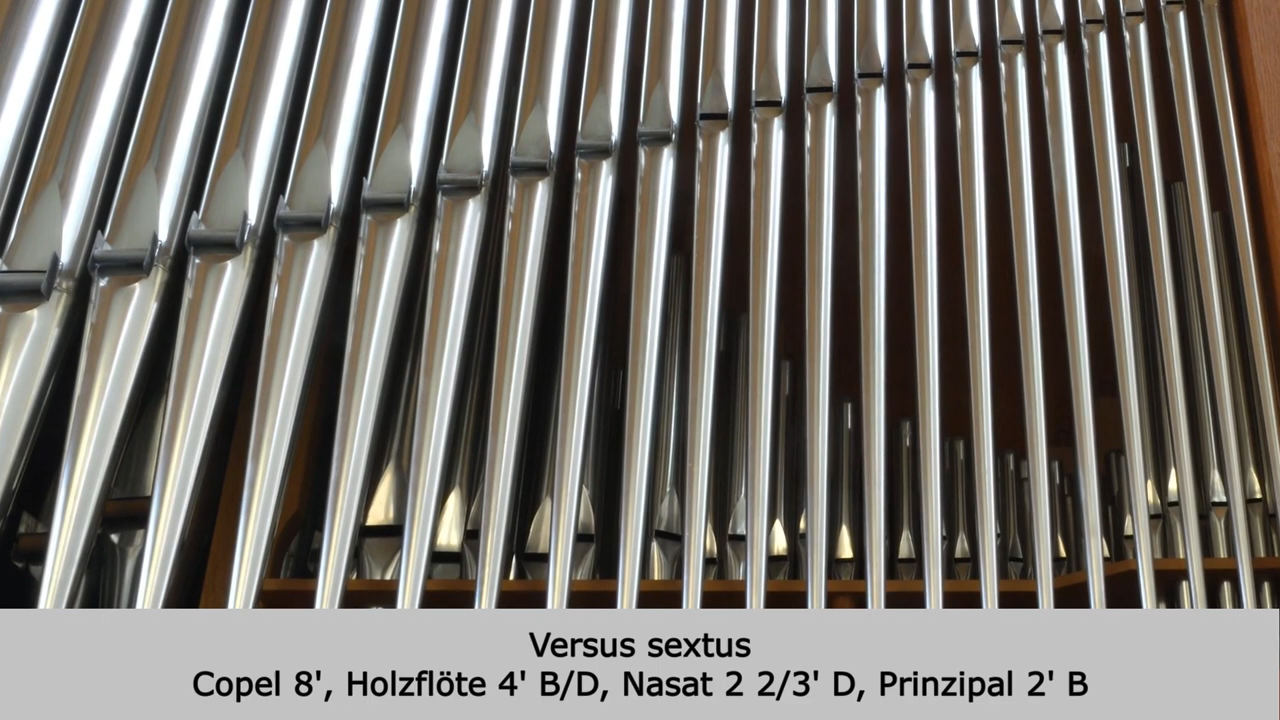 Versus sextus
Copel 8', Holzflöte 4' B/D, Nasat 2 2/3' D, Prinzipal 2' B